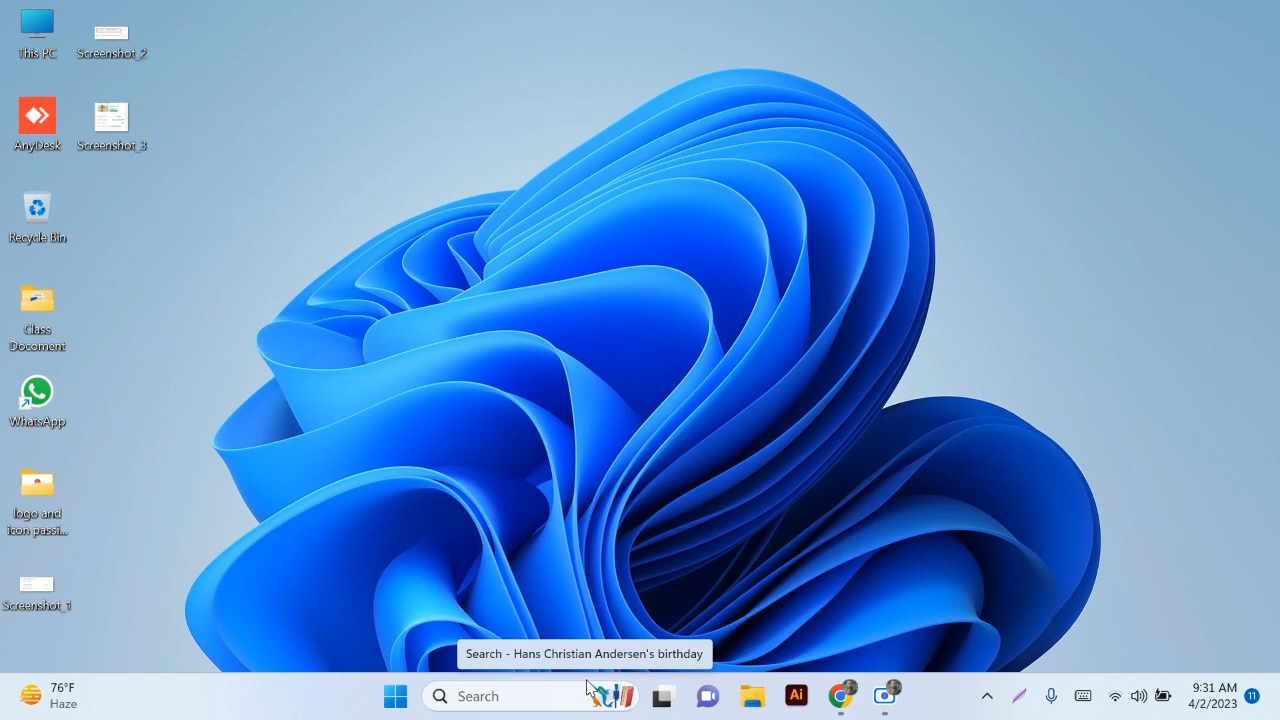 This PC
Screenshot_2
AnyDesk
Screenshot_3
Recycle Bin
Class
Docoment
WhatsApp
logo and
icon passi...
Screenshot_1
Search - Hans Christian Andersen's birthday
76°F
Haze
Search
Ai
9:31 AM
4/2/2023
11